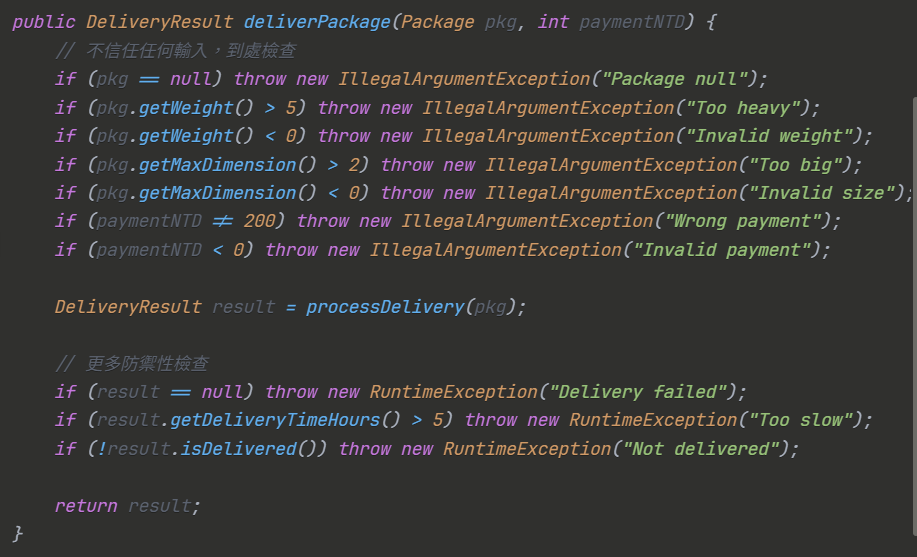 public DeliveryResult deliverPackage(Package pkg, int paymentNTD) {
    // 不信任任何輸入，到處檢查
    if (pkg == null) throw new IllegalArgumentException("Package null");
    if (pkg.getWeight() > 5) throw new IllegalArgumentException("Too heavy");
    if (pkg.getWeight() < 0) throw new IllegalArgumentException("Invalid weight");
    if (pkg.getMaxDimension() > 2) throw new IllegalArgumentException("Too big");
    if (pkg.getMaxDimension() < 0) throw new IllegalArgumentException("Invalid size");
    if (paymentNTD != 200) throw new IllegalArgumentException("Wrong payment");
    if (paymentNTD < 0) throw new IllegalArgumentException("Invalid payment");
    DeliveryResult result = processDelivery(pkg);
    // 更多防禦性檢查
    if (result == null) throw new RuntimeException("Delivery failed");
    if (result.getDeliveryTimeHours() > 5) throw new RuntimeException("Too slow");
    if (!result.isDelivered()) throw new RuntimeException("Not delivered");
    return result;
}